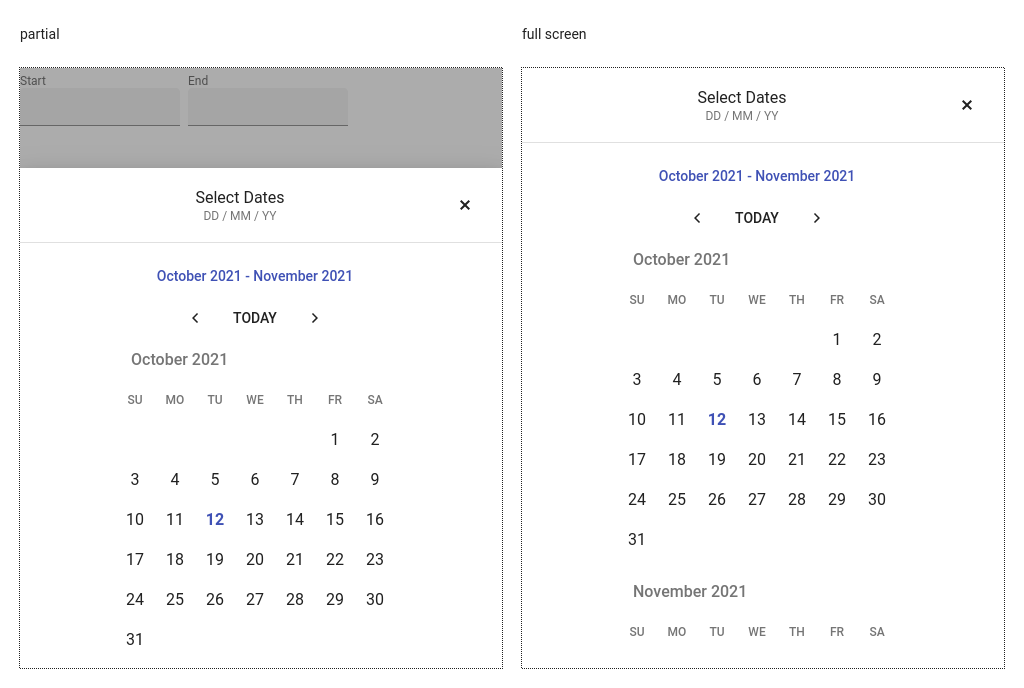 partial
Start End
Select Dates
DD / MM / YY
October 2021 - November 2021
TODAY
October 2021
SU MO TU WE TH FR SA
1 2
3 4 5 6 7 8 9
10 11 12 13 14 15 16
17 18 19 20 21 22 23
24 25 26 27 28 29 30
31
full screen
Select Dates
DD / MM / YY
October 2021 - November 2021
TODAY
October 2021
SU MO TU WE TH FR SA
1 2
3 4 5 6 7 8 9
10 11 12 13 14 15 16
17 18 19 20 21 22 23
24 25 26 27 28 29 30
31
November 2021
SU MO TU WE TH FR SA